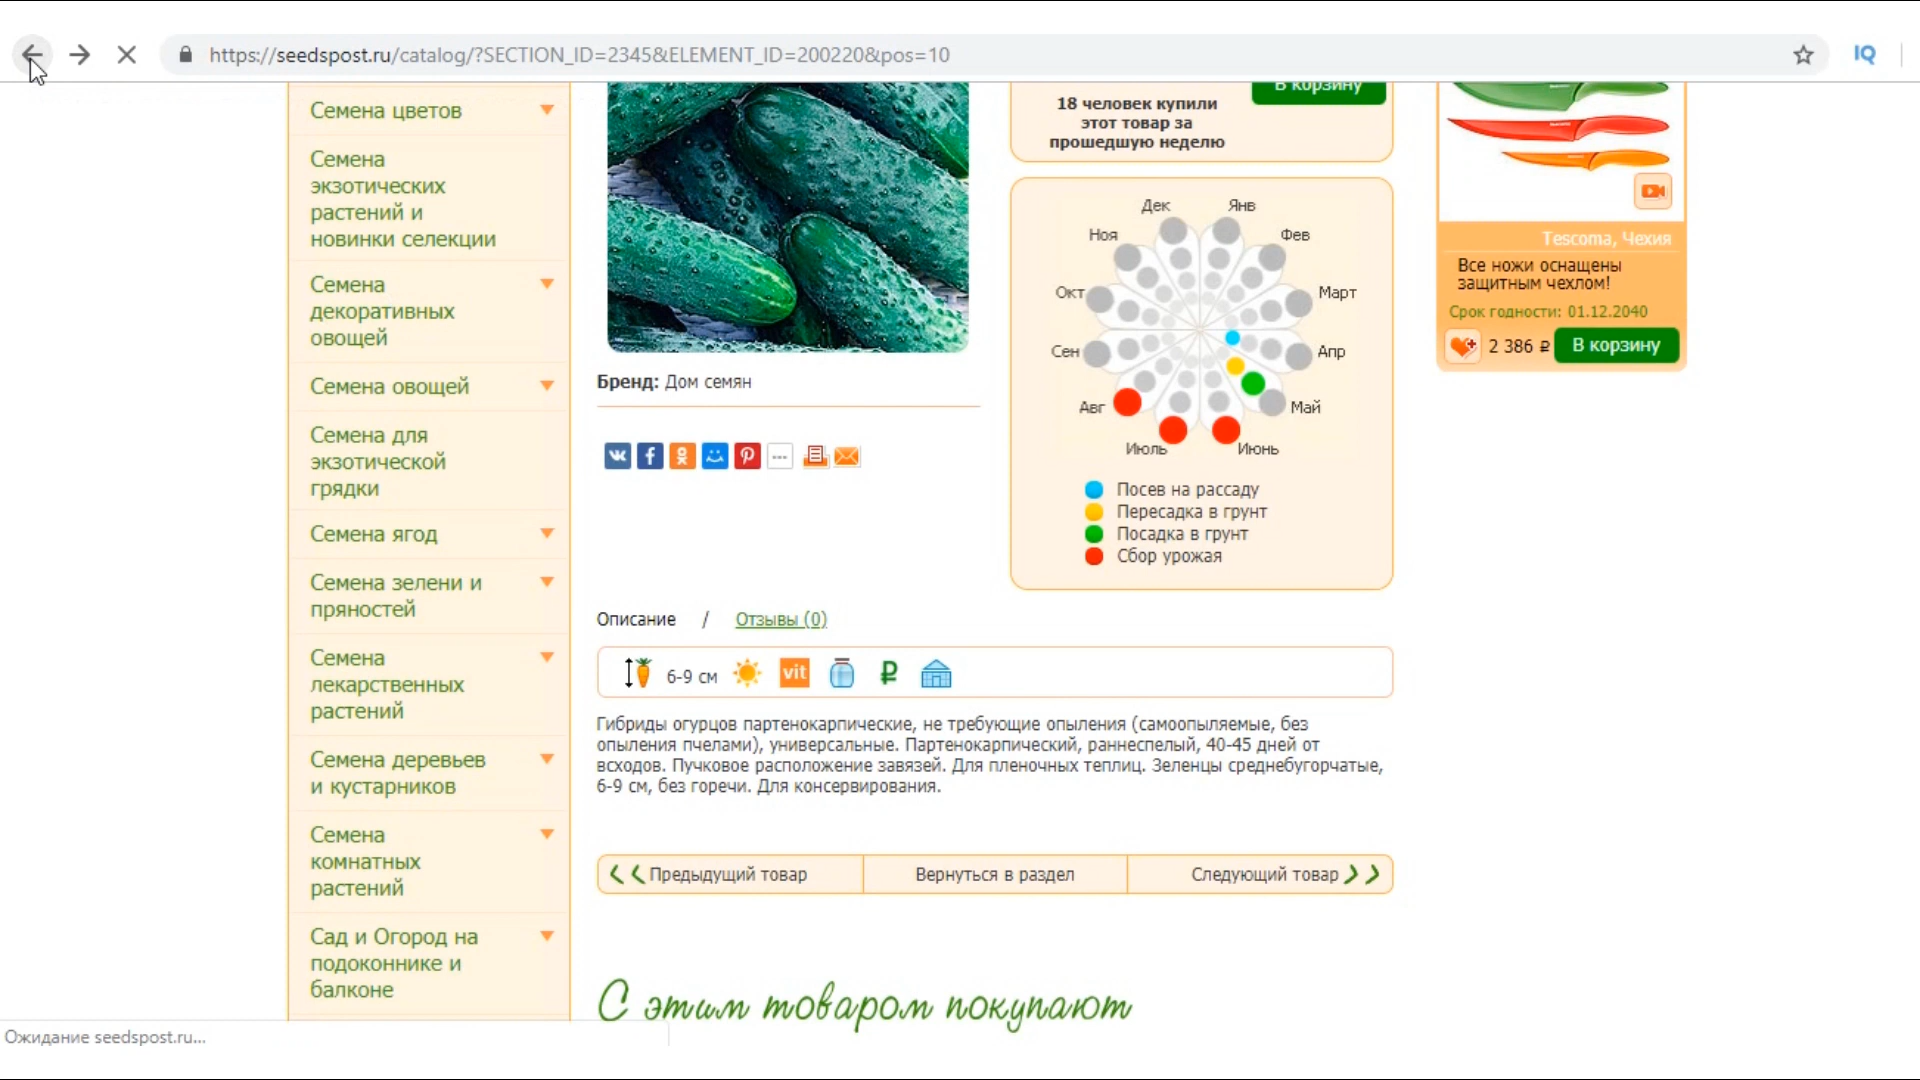 https://seedspost.ru/catalog/?SECTION_ID=2345&ELEMENT_ID=200220&pos=10
IQ
Семена цветов
Семена
экзотических
растений и
новинки селекции
Семена
декоративных
овощей
Семена овощей
Семена для
экзотической
грядки
Семена ягод
Семена зелени и
пряностей
Семена
лекарственных
растений
Семена деревьев
и кустарников
Семена
комнатных
растений
Сад и Огород на
подоконнике и
балконе
Бренд: Дом семян
18 человек купили
этот товар за
прошедшую неделю
В корзину
Дек
Янв
Ноя
Фев
Окт
Март
Сен
Апр
Авг
Май
Июль
Июнь
Посев на рассаду
Пересадка в грунт
Посадка в грунт
Сбор урожая
Описание / Отзывы (0)
6-9 см
vit
Гибриды огурцов партенокарпические, не требующие опыления (самоопыляемые, без
опыления пчелами), универсальные. Партенокарпический, раннеспелый, 40-45 дней от
всходов. Пучковое расположение завязей. Для пленочных теплиц. Зеленцы среднебугорчатые,
6-9 см, без горечи. Для консервирования.
Предыдущий товар
Вернуться в раздел
Следующий товар
С этим товаром покупают
Tescoma, Чехия
Все ножи оснащены
защитным чехлом!
Срок годности: 01.12.2040
2 386 ₽
В корзину
Ожидание seedspost.ru...